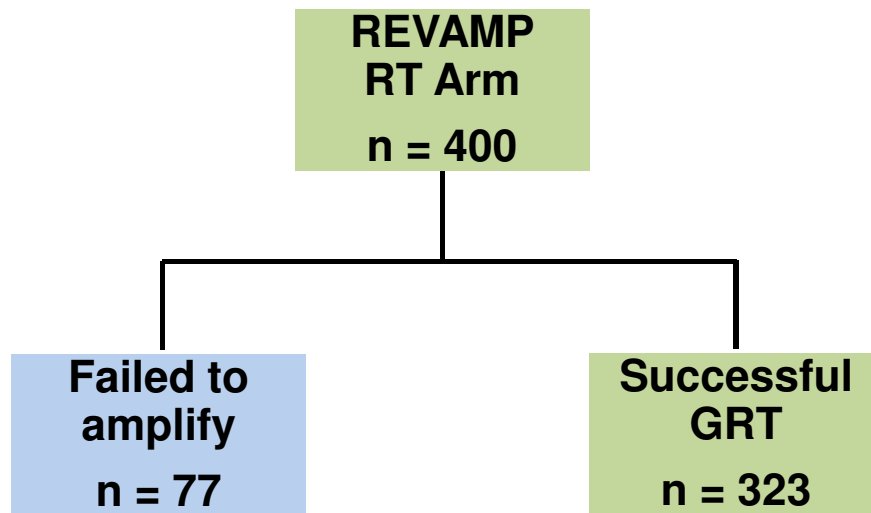 REVAMP
RT Arm
n = 400
Failed to
amplify
n = 77
Successful
GRT
n = 323